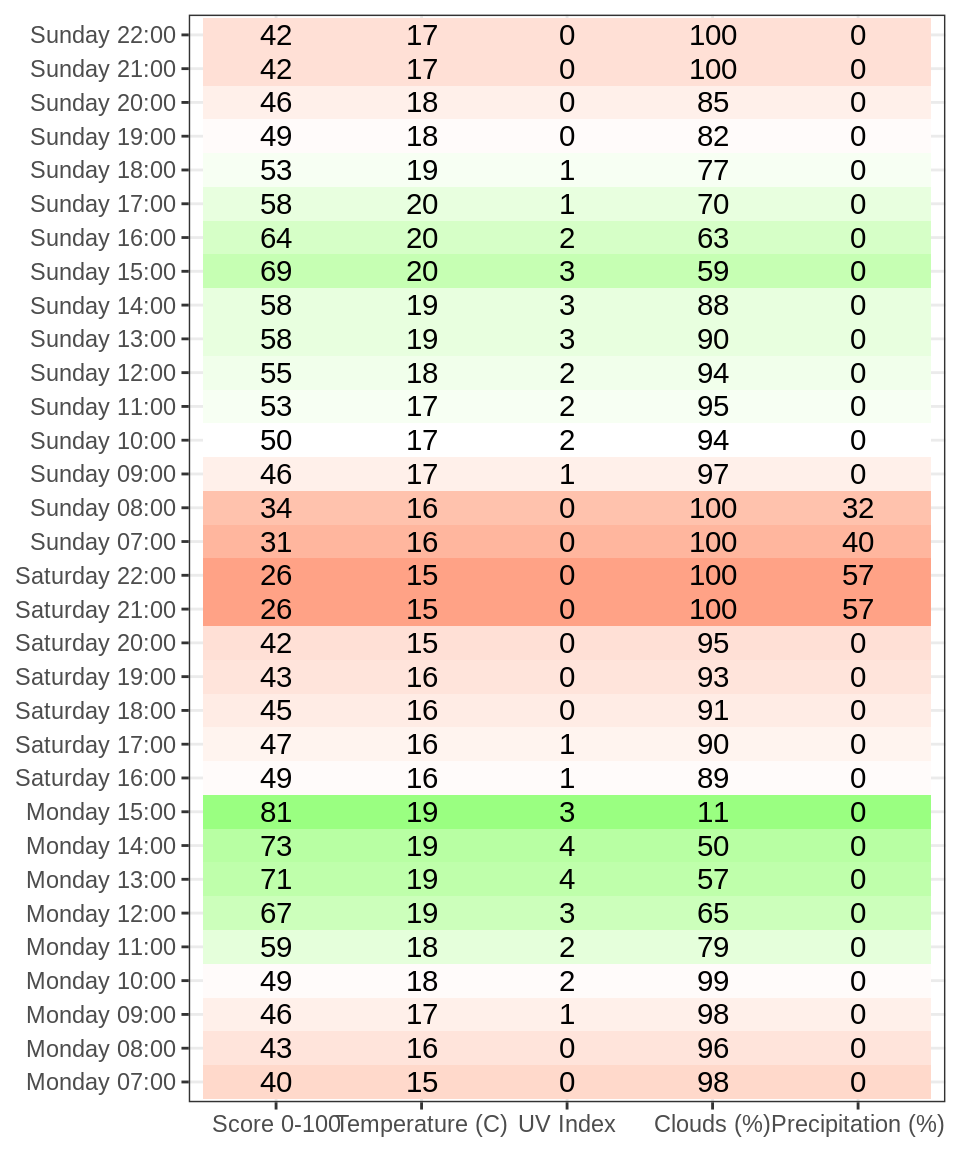 Sunday 22:00 42 17 0 100 0
Sunday 21:00 42 17 0 100 0
Sunday 20:00 46 18 0 85 0
Sunday 19:00 49 18 0 82 0
Sunday 18:00 53 19 1 77 0
Sunday 17:00 58 20 1 70 0
Sunday 16:00 64 20 2 63 0
Sunday 15:00 69 20 3 59 0
Sunday 14:00 58 19 3 88 0
Sunday 13:00 58 19 3 90 0
Sunday 12:00 55 18 2 94 0
Sunday 11:00 53 17 2 95 0
Sunday 10:00 50 17 2 94 0
Sunday 09:00 46 17 1 97 0
Sunday 08:00 34 16 0 100 32
Sunday 07:00 31 16 0 100 40
Saturday 22:00 26 15 0 100 57
Saturday 21:00 26 15 0 100 57
Saturday 20:00 42 15 0 95 0
Saturday 19:00 43 16 0 93 0
Saturday 18:00 45 16 0 91 0
Saturday 17:00 47 16 1 90 0
Saturday 16:00 49 16 1 89 0
Monday 15:00 81 19 3 11 0
Monday 14:00 73 19 4 50 0
Monday 13:00 71 19 4 57 0
Monday 12:00 67 19 3 65 0
Monday 11:00 59 18 2 79 0
Monday 10:00 49 18 2 99 0
Monday 09:00 46 17 1 98 0
Monday 08:00 43 16 0 96 0
Monday 07:00 40 15 0 98 0
Score 0-100 Temperature (C) UV Index Clouds (%) Precipitation (%)